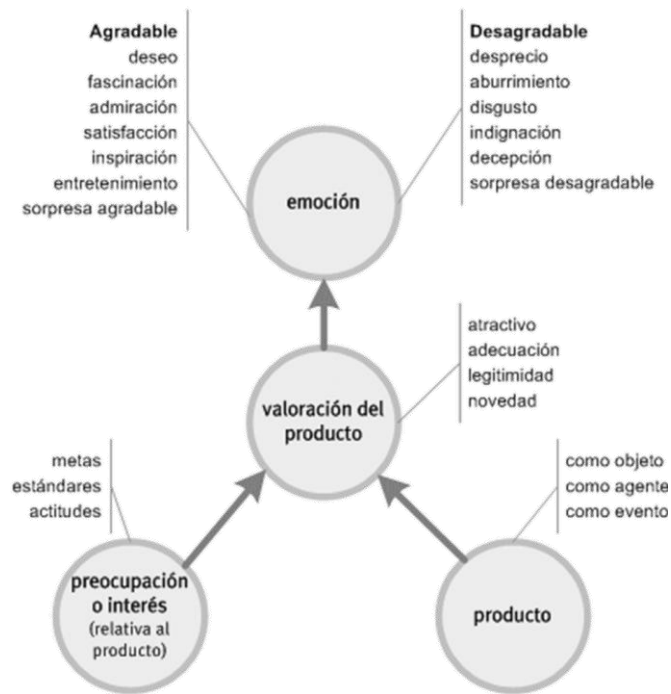 Agradable
deseo
fascinación
admiración
satisfacción
inspiración
entretenimiento
sorpresa agradable
Desagradable
desprecio
aburrimiento
disgusto
indignación
decepción
sorpresa desagradable
emoción
atractivo
adecuación
legitimidad
novedad
valoración del
producto
metas
estándares
actitudes
como objeto
como agente
como evento
preocupación
o interés
(relativa al
producto)
producto